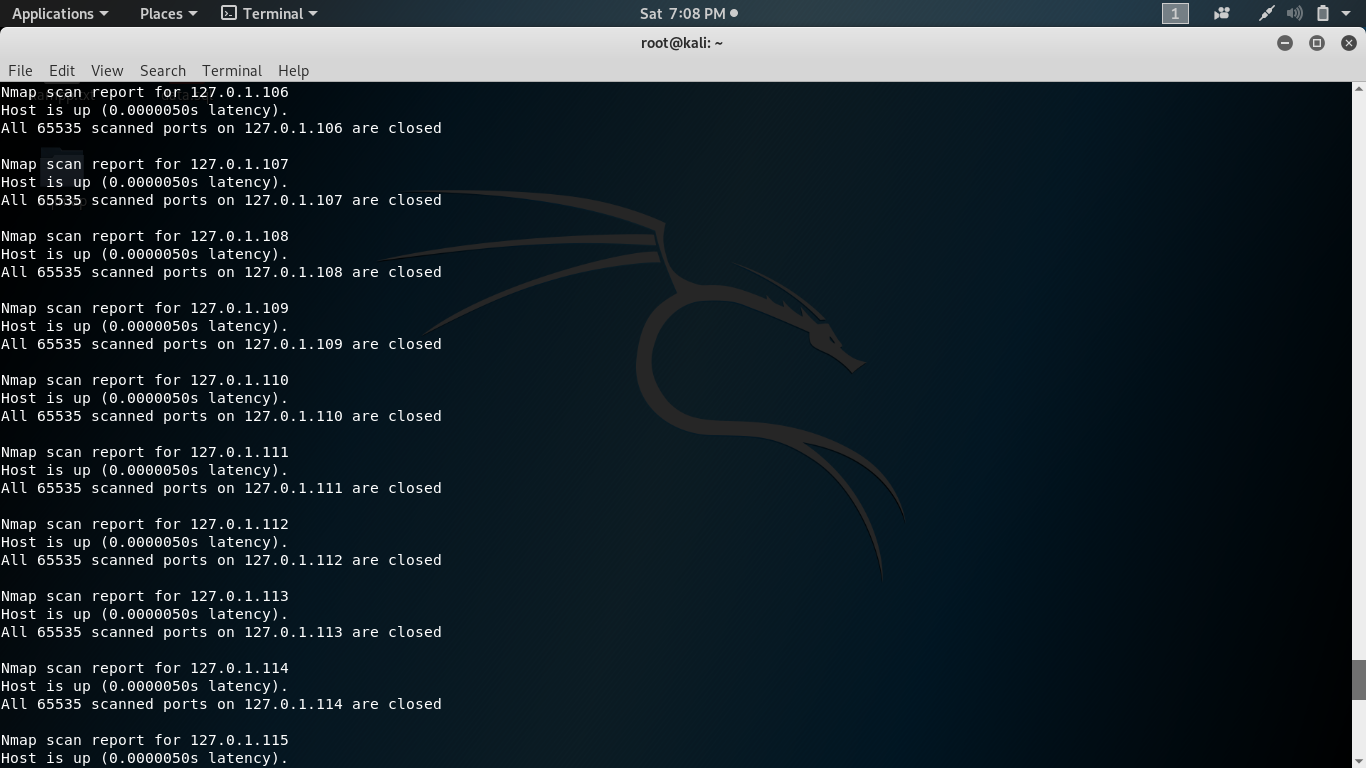 Applications Places Terminal Sat 7:08 PM 1
root@kali: ~
File Edit View Search Terminal Help
Nmap scan report for 127.0.1.106
Host is up (0.0000050s latency).
All 65535 scanned ports on 127.0.1.106 are closed
Nmap scan report for 127.0.1.107
Host is up (0.0000050s latency).
All 65535 scanned ports on 127.0.1.107 are closed
Nmap scan report for 127.0.1.108
Host is up (0.0000050s latency).
All 65535 scanned ports on 127.0.1.108 are closed
Nmap scan report for 127.0.1.109
Host is up (0.0000050s latency).
All 65535 scanned ports on 127.0.1.109 are closed
Nmap scan report for 127.0.1.110
Host is up (0.0000050s latency).
All 65535 scanned ports on 127.0.1.110 are closed
Nmap scan report for 127.0.1.111
Host is up (0.0000050s latency).
All 65535 scanned ports on 127.0.1.111 are closed
Nmap scan report for 127.0.1.112
Host is up (0.0000050s latency).
All 65535 scanned ports on 127.0.1.112 are closed
Nmap scan report for 127.0.1.113
Host is up (0.0000050s latency).
All 65535 scanned ports on 127.0.1.113 are closed
Nmap scan report for 127.0.1.114
Host is up (0.0000050s latency).
All 65535 scanned ports on 127.0.1.114 are closed
Nmap scan report for 127.0.1.115
Host is up (0.0000050s latency).